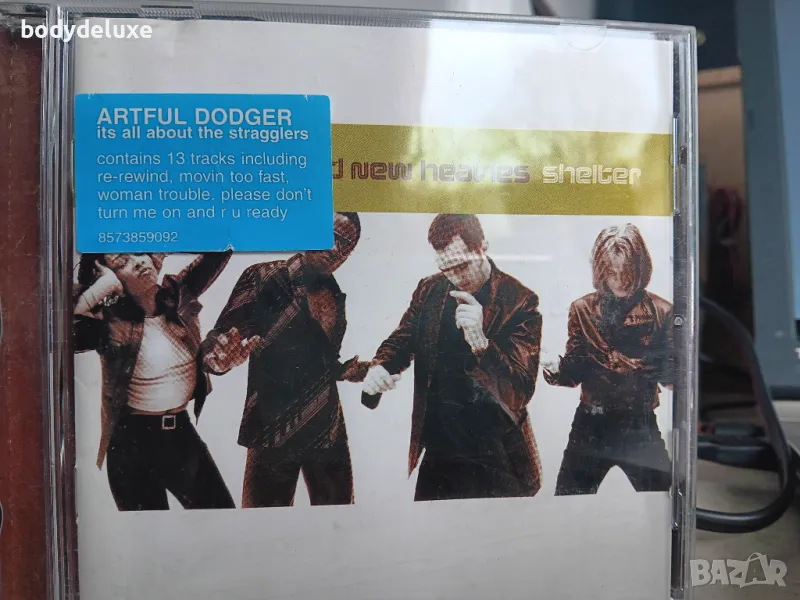 bodydeluxe
ARTFUL DODGER
its all about the stragglers
contains 13 tracks including
re-rewind, movin too fast,
woman trouble. please don't
turn me on and r u ready
8573859092
d new heavies shelter
BAZAR